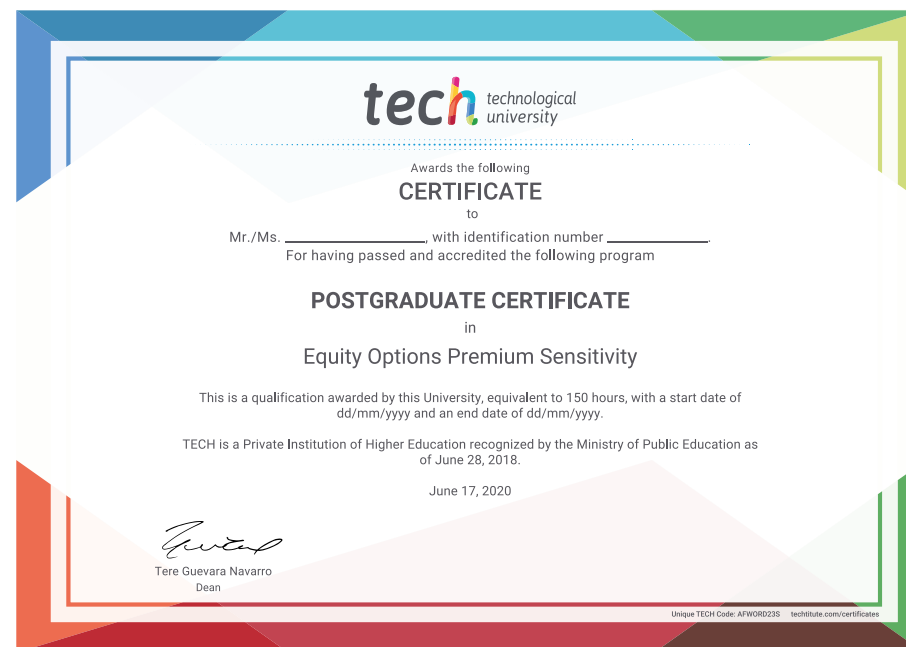 tech technological
university
Awards the following
CERTIFICATE
to
Mr./Ms. ____________________, with identification number ______________.
For having passed and accredited the following program
POSTGRADUATE CERTIFICATE
in
Equity Options Premium Sensitivity
This is a qualification awarded by this University, equivalent to 150 hours, with a start date of
dd/mm/yyyy and an end date of dd/mm/yyyy.
TECH is a Private Institution of Higher Education recognized by the Ministry of Public Education as
of June 28, 2018.
June 17, 2020
Tere Guevara Navarro
Dean
Unique TECH Code: AFWORD23S techtitute.com/certificates